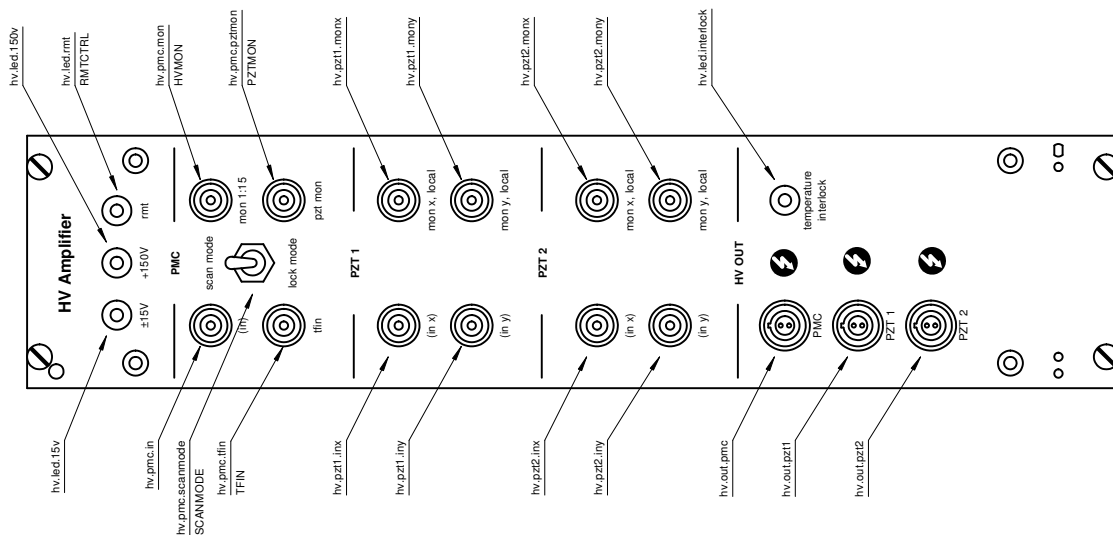 hv.led.150v
hv.led.rmt
RMTCTRL
hv.pmc.mon
HVMON
hv.pmc.pztmon
PZTMON
hv.pzt1.monx
hv.pzt1.mony
hv.pzt2.monx
hv.pzt2.mony
hv.led.interlock
HV Amplifier
±15V
+150V
rmt
PMC
(in)
scan mode
mon 1:15
tfin
lock mode
pzt mon
PZT 1
(in x)
mon x, local
(in y)
mon y, local
PZT 2
(in x)
mon x, local
(in y)
mon y, local
HV OUT
temperature
interlock
PMC
PZT 1
PZT 2
hv.led.15v
hv.pmc.in
hv.pmc.scanmode
SCANMODE
hv.pmc.tfin
TFIN
hv.pzt1.inx
hv.pzt1.iny
hv.pzt2.inx
hv.pzt2.iny
hv.out.pmc
hv.out.pzt1
hv.out.pzt2